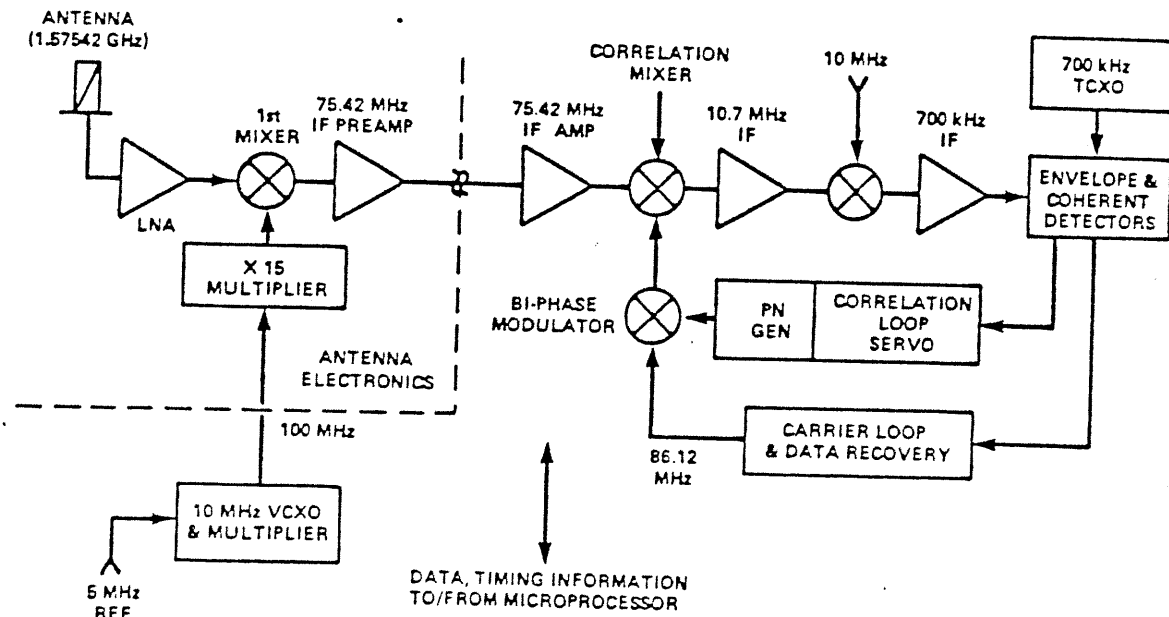 ANTENNA
(1.57542 GHz)
1st
MIXER
75.42 MHz
IF PREAMP
LNA
X 15
MULTIPLIER
ANTENNA
ELECTRONICS
100 MHz
10 MHz VCXO
& MULTIPLIER
5 MHz
REF
75.42 MHz
IF AMP
CORRELATION
MIXER
10.7 MHz
IF
10 MHz
700 kHz
IF
700 kHz
TCXO
ENVELOPE &
COHERENT
DETECTORS
BI-PHASE
MODULATOR
PN
GEN
CORRELATION
LOOP
SERVO
CARRIER LOOP
& DATA RECOVERY
86.12
MHz
DATA, TIMING INFORMATION
TO/FROM MICROPROCESSOR